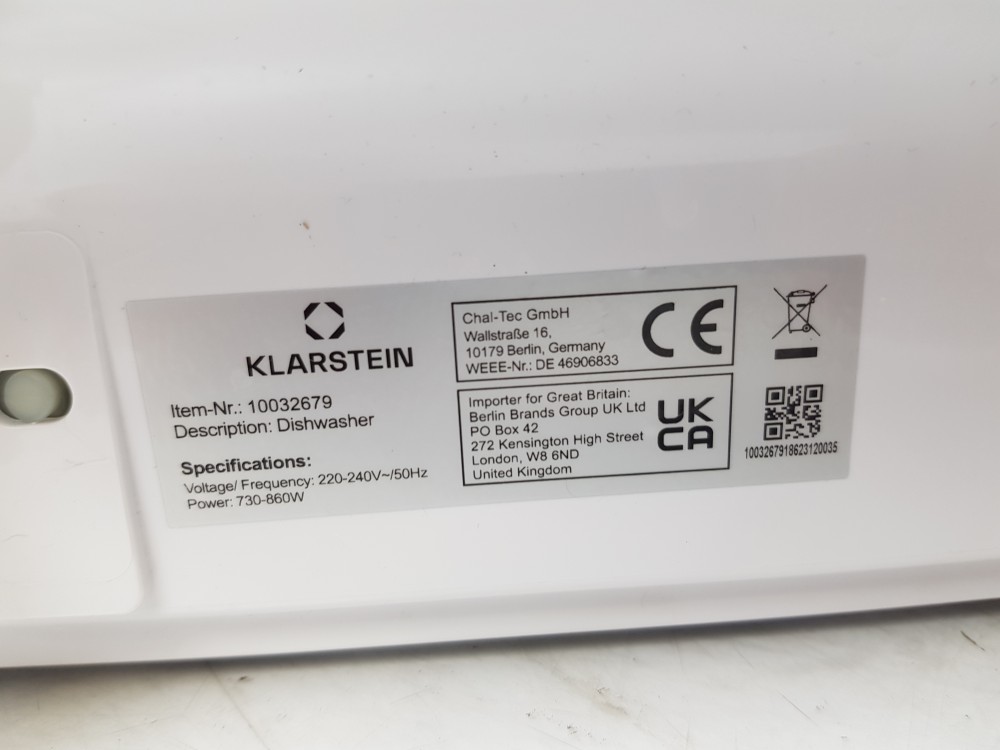 KLARSTEIN
Item-Nr.: 10032679
Description: Dishwasher
Specifications:
Voltage/ Frequency: 220-240V~/50Hz
Power: 730-860W
Chal-Tec GmbH
Wallstraße 16,
10179 Berlin, Germany
WEEE-Nr.: DE 46906833
CE
Importer for Great Britain:
Berlin Brands Group UK Ltd
PO Box 42
272 Kensington High Street
London, W8 6ND
United Kingdom
UK
CA
1003267918623120035